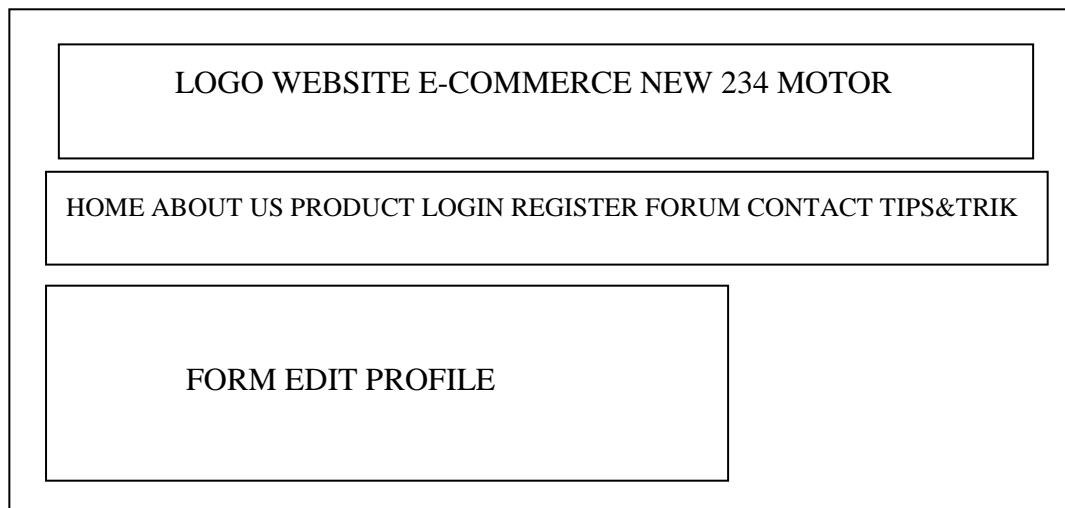 LOGO WEBSITE E-COMMERCE NEW 234 MOTOR
HOME ABOUT US PRODUCT LOGIN REGISTER FORUM CONTACT TIPS&TRIK
FORM EDIT PROFILE